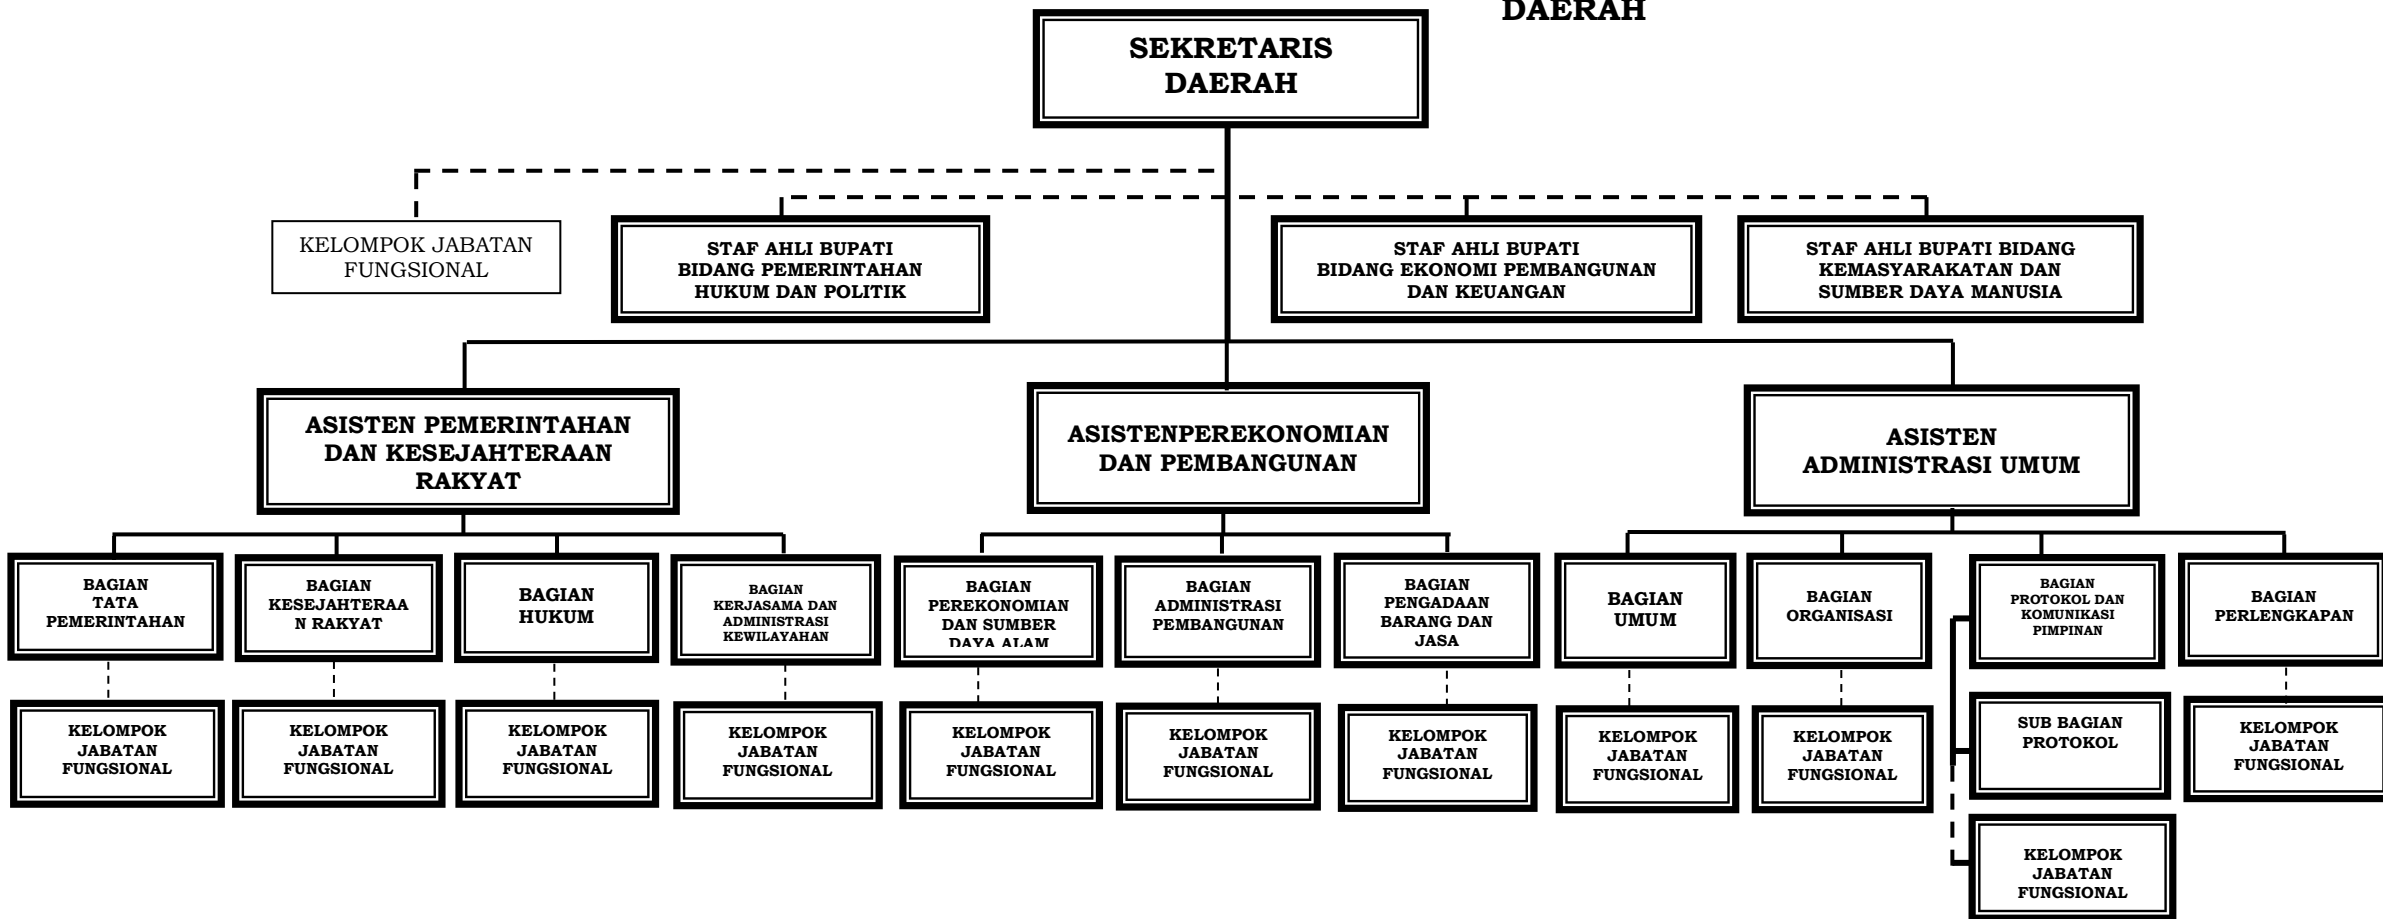 DAERAH
SEKRETARIS
DAERAH
KELOMPOK JABATAN
FUNGSIONAL
STAF AHLI BUPATI
BIDANG PEMERINTAHAN
HUKUM DAN POLITIK
STAF AHLI BUPATI
BIDANG EKONOMI PEMBANGUNAN
DAN KEUANGAN
STAF AHLI BUPATI BIDANG
KEMASYARAKATAN DAN
SUMBER DAYA MANUSIA
ASISTEN PEMERINTAHAN
DAN KESEJAHTERAAN
RAKYAT
ASISTENPEREKONOMIAN
DAN PEMBANGUNAN
ASISTEN
ADMINISTRASI UMUM
BAGIAN
TATA
PEMERINTAHAN
BAGIAN
KESEJAHTERAA
N RAKYAT
BAGIAN
HUKUM
BAGIAN
KERJASAMA DAN
ADMINISTRASI
KEWILAYAHAN
BAGIAN
PEREKONOMIAN
DAN SUMBER
DAYA ALAM
BAGIAN
ADMINISTRASI
PEMBANGUNAN
BAGIAN
PENGADAAN
BARANG DAN
JASA
BAGIAN
UMUM
BAGIAN
ORGANISASI
BAGIAN
PROTOKOL DAN
KOMUNIKASI
PIMPINAN
BAGIAN
PERLENGKAPAN
KELOMPOK
JABATAN
FUNGSIONAL
KELOMPOK
JABATAN
FUNGSIONAL
KELOMPOK
JABATAN
FUNGSIONAL
KELOMPOK
JABATAN
FUNGSIONAL
KELOMPOK
JABATAN
FUNGSIONAL
KELOMPOK
JABATAN
FUNGSIONAL
KELOMPOK
JABATAN
FUNGSIONAL
KELOMPOK
JABATAN
FUNGSIONAL
KELOMPOK
JABATAN
FUNGSIONAL
SUB BAGIAN
PROTOKOL
KELOMPOK
JABATAN
FUNGSIONAL
KELOMPOK
JABATAN
FUNGSIONAL